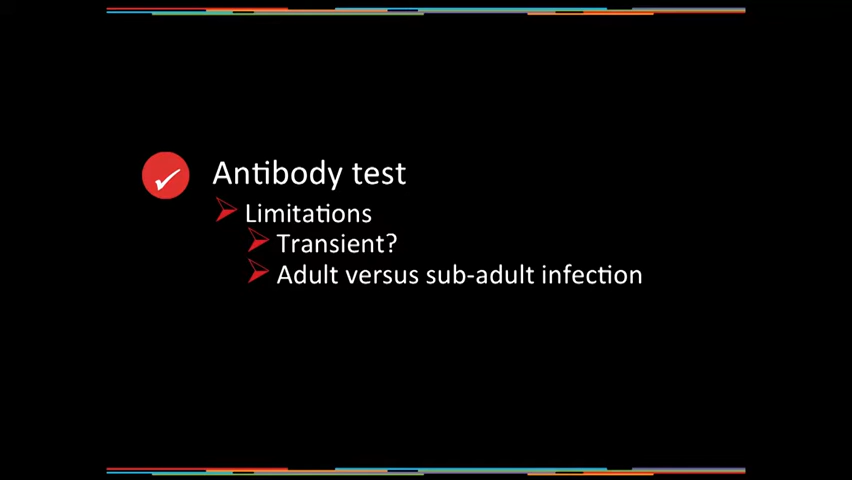 Antibody test
Limitations
Transient?
Adult versus sub-adult infection